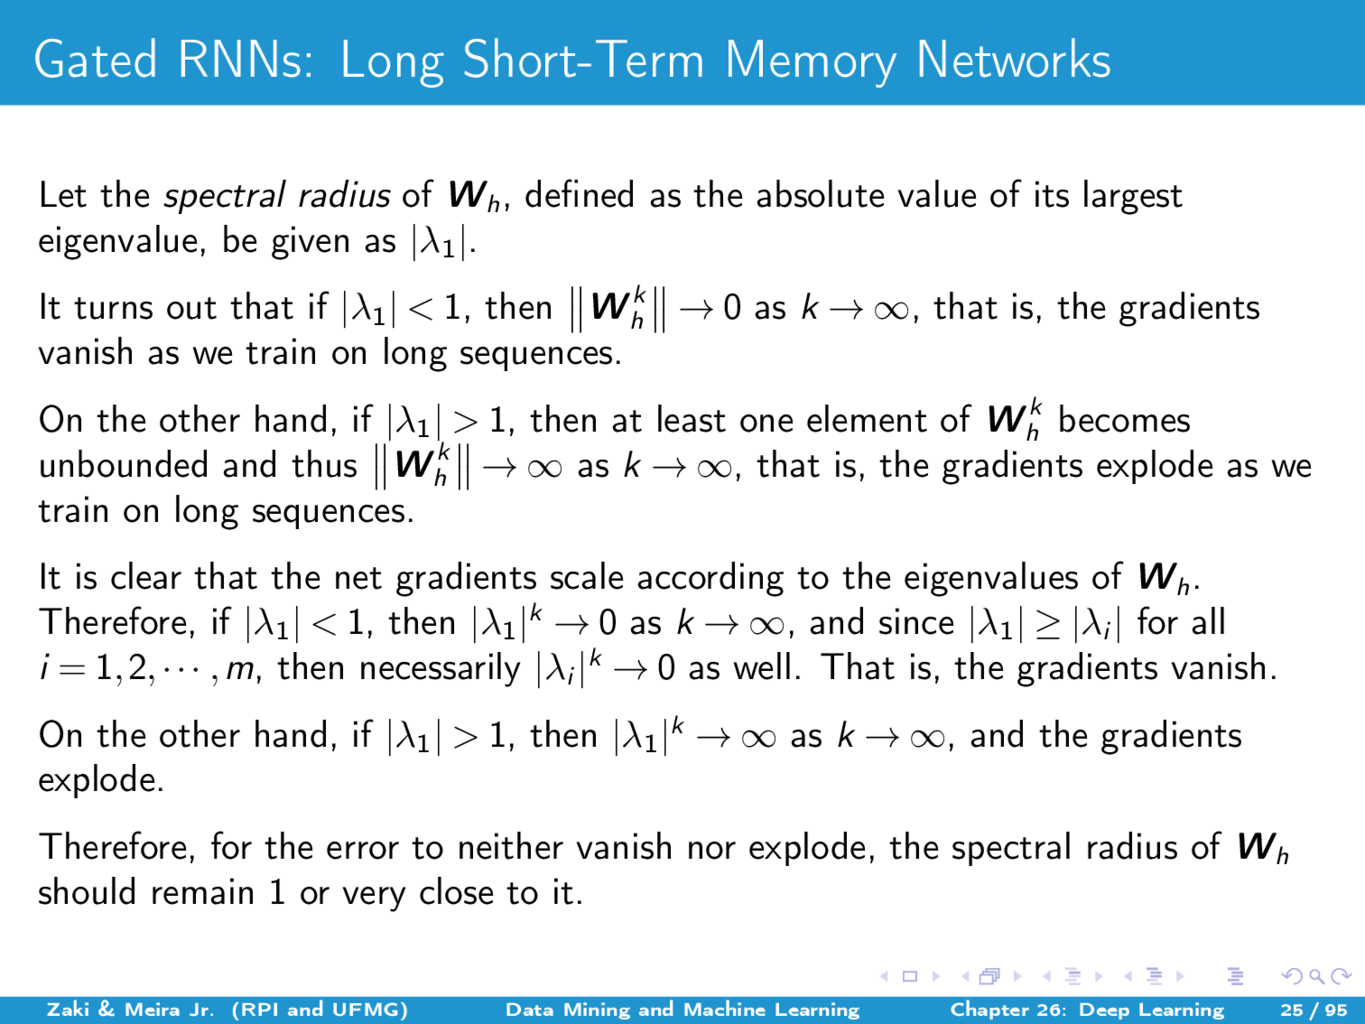 Gated RNNs: Long Short-Term Memory Networks
Let the spectral radius of W_h, defined as the absolute value of its largest
eigenvalue, be given as |λ_1|.
It turns out that if |λ_1| < 1, then ‖W_h^k‖ → 0 as k → ∞, that is, the gradients
vanish as we train on long sequences.
On the other hand, if |λ_1| > 1, then at least one element of W_h^k becomes
unbounded and thus ‖W_h^k‖ → ∞ as k → ∞, that is, the gradients explode as we
train on long sequences.
It is clear that the net gradients scale according to the eigenvalues of W_h.
Therefore, if |λ_1| < 1, then |λ_1|^k → 0 as k → ∞, and since |λ_1| ≥ |λ_i| for all
i = 1, 2, ⋯ , m, then necessarily |λ_i|^k → 0 as well. That is, the gradients vanish.
On the other hand, if |λ_1| > 1, then |λ_1|^k → ∞ as k → ∞, and the gradients
explode.
Therefore, for the error to neither vanish nor explode, the spectral radius of W_h
should remain 1 or very close to it.
Zaki & Meira Jr. (RPI and UFMG) Data Mining and Machine Learning Chapter 26: Deep Learning 25 / 95